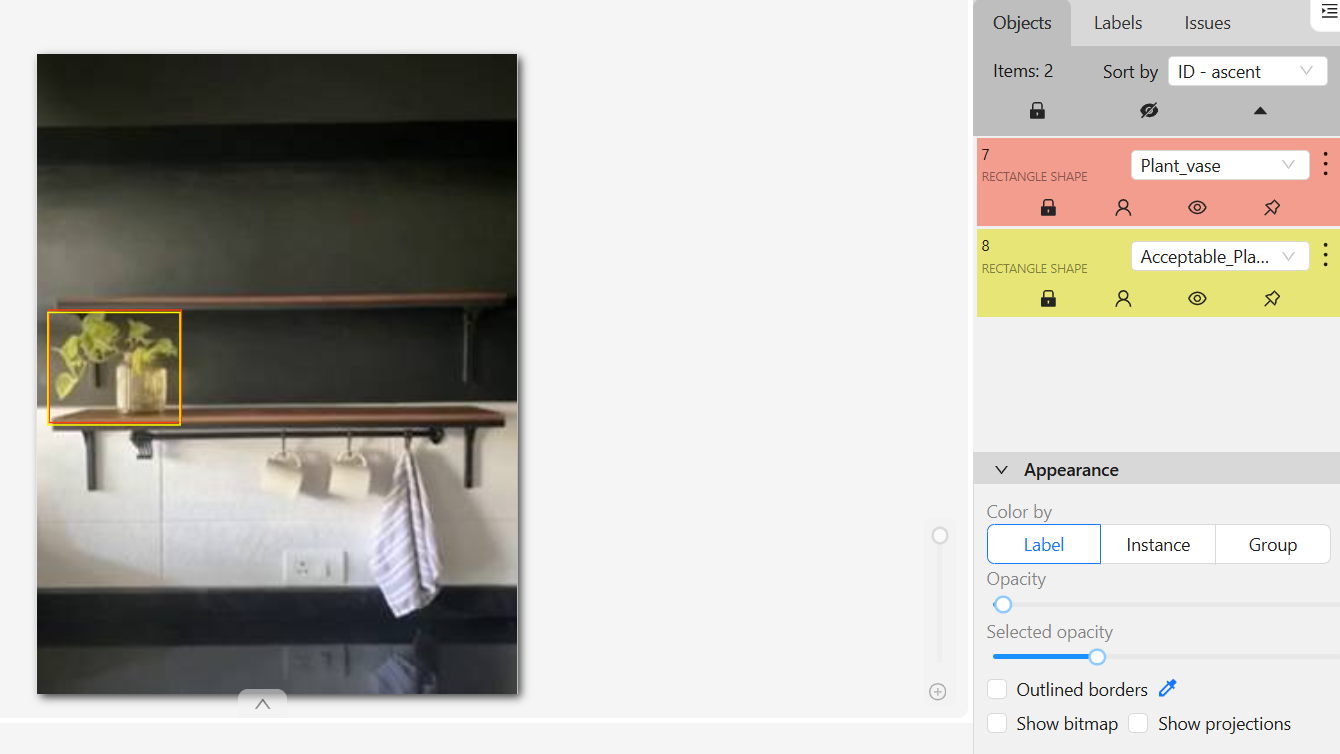 Objects Labels Issues
Items: 2 Sort by ID - ascent
7
RECTANGLE SHAPE
Plant_vase
8
RECTANGLE SHAPE
Acceptable_Pla...
Appearance
Color by
Label Instance Group
Opacity
Selected opacity
Outlined borders
Show bitmap Show projections